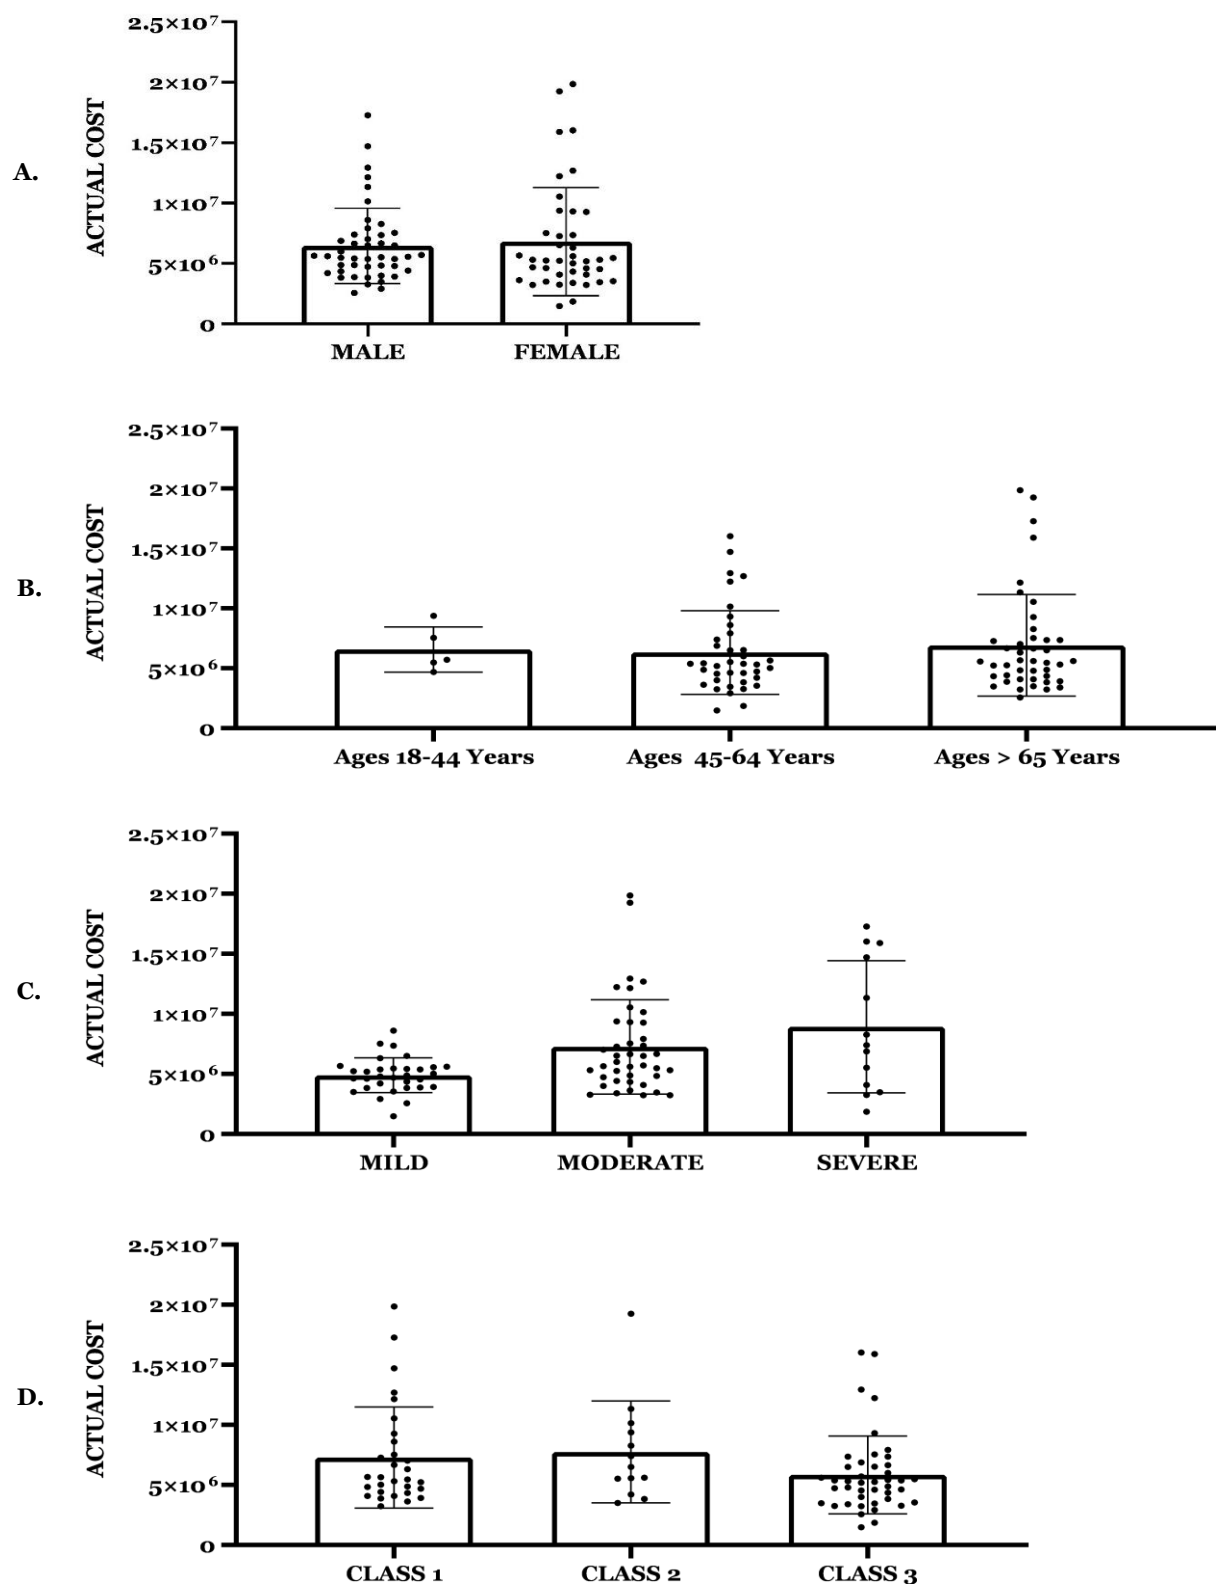 A.
ACTUAL COST
2.5×10⁷
2×10⁷
1.5×10⁷
1×10⁷
5×10⁶
0
MALE FEMALE
B.
ACTUAL COST
2.5×10⁷
2×10⁷
1.5×10⁷
1×10⁷
5×10⁶
0
Ages 18-44 Years Ages 45-64 Years Ages > 65 Years
C.
ACTUAL COST
2.5×10⁷
2×10⁷
1.5×10⁷
1×10⁷
5×10⁶
0
MILD MODERATE SEVERE
D.
ACTUAL COST
2.5×10⁷
2×10⁷
1.5×10⁷
1×10⁷
5×10⁶
0
CLASS 1 CLASS 2 CLASS 3